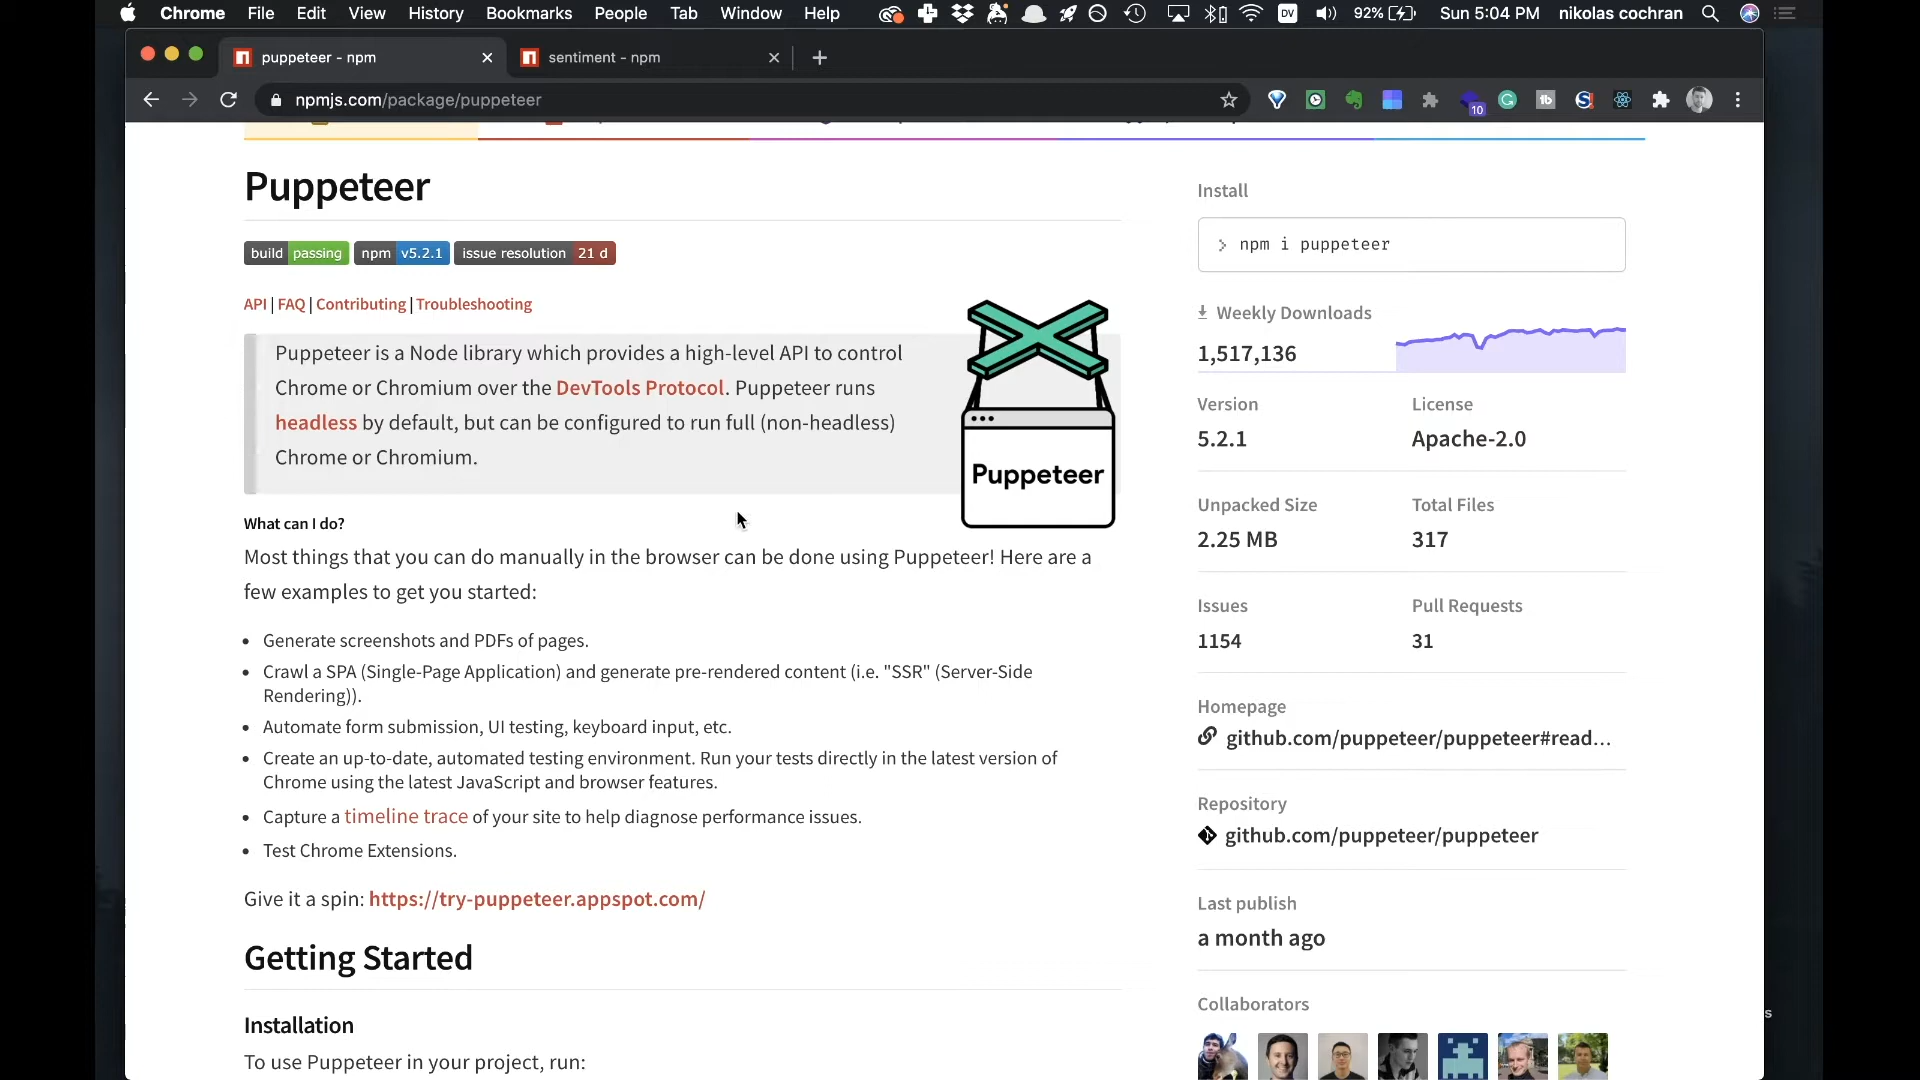 Chrome File Edit View History Bookmarks People Tab Window Help DV 92% Sun 5:04 PM nikolas cochran
puppeteer - npm
sentiment - npm
npmjs.com/package/puppeteer
10
tb
Puppeteer
build passing npm v5.2.1 issue resolution 21 d
API | FAQ | Contributing | Troubleshooting
Puppeteer is a Node library which provides a high-level API to control
Chrome or Chromium over the DevTools Protocol. Puppeteer runs
headless by default, but can be configured to run full (non-headless)
Chrome or Chromium.
Puppeteer
What can I do?
Most things that you can do manually in the browser can be done using Puppeteer! Here are a
few examples to get you started:
Generate screenshots and PDFs of pages.
Crawl a SPA (Single-Page Application) and generate pre-rendered content (i.e. "SSR" (Server-Side
Rendering)).
Automate form submission, UI testing, keyboard input, etc.
Create an up-to-date, automated testing environment. Run your tests directly in the latest version of
Chrome using the latest JavaScript and browser features.
Capture a timeline trace of your site to help diagnose performance issues.
Test Chrome Extensions.
Give it a spin: https://try-puppeteer.appspot.com/
Getting Started
Installation
To use Puppeteer in your project, run:
Install
> npm i puppeteer
Weekly Downloads
1,517,136
Version
5.2.1
License
Apache-2.0
Unpacked Size
2.25 MB
Total Files
317
Issues
1154
Pull Requests
31
Homepage
github.com/puppeteer/puppeteer#read...
Repository
github.com/puppeteer/puppeteer
Last publish
a month ago
Collaborators
s